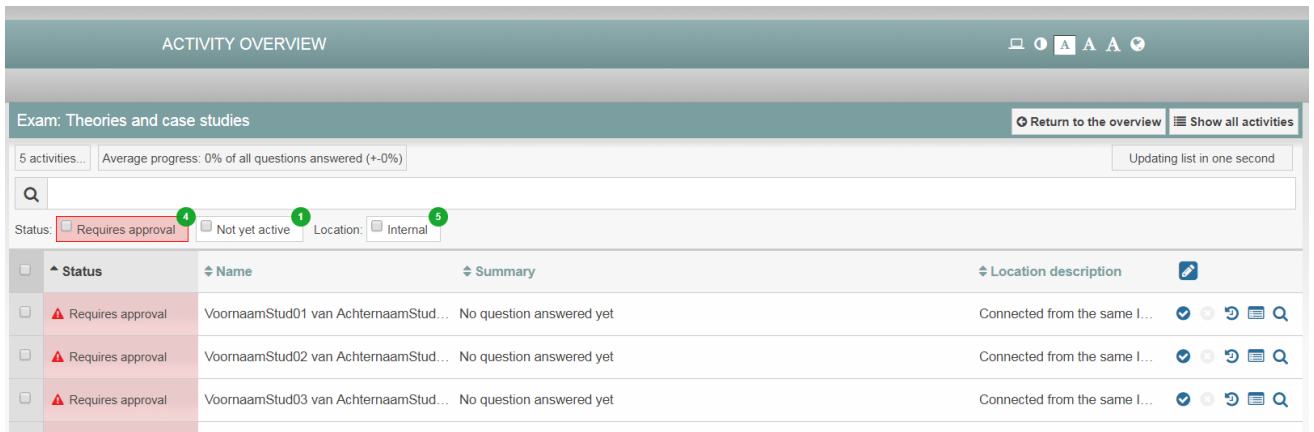 ACTIVITY OVERVIEW A A A
Exam: Theories and case studies Return to the overview Show all activities
5 activities... Average progress: 0% of all questions answered (+-0%) Updating list in one second
Status: Requires approval 4 Not yet active 1 Location: Internal 5
Status Name Summary Location description
Requires approval VoornaamStud01 van AchternaamStud... No question answered yet Connected from the same I...
Requires approval VoornaamStud02 van AchternaamStud... No question answered yet Connected from the same I...
Requires approval VoornaamStud03 van AchternaamStud... No question answered yet Connected from the same I...